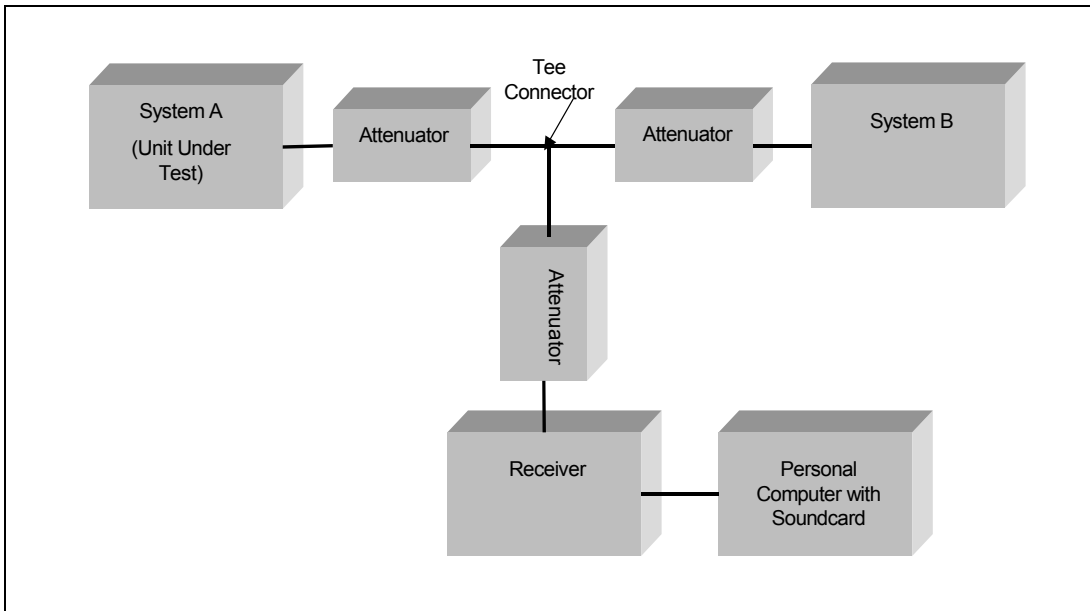 Tee
Connector
System A
(Unit Under
Test)
Attenuator
Attenuator
System B
Attenuator
Receiver
Personal
Computer with
Soundcard